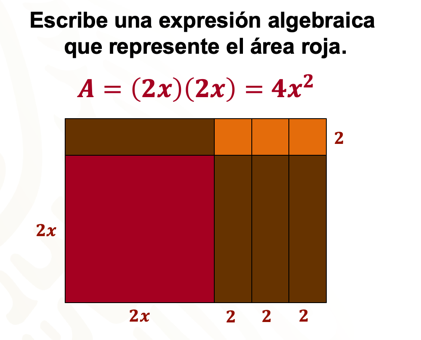 Escribe una expresión algebraica
que represente el área roja.
A = (2x)(2x) = 4x²
2
2x
2x 2 2 2